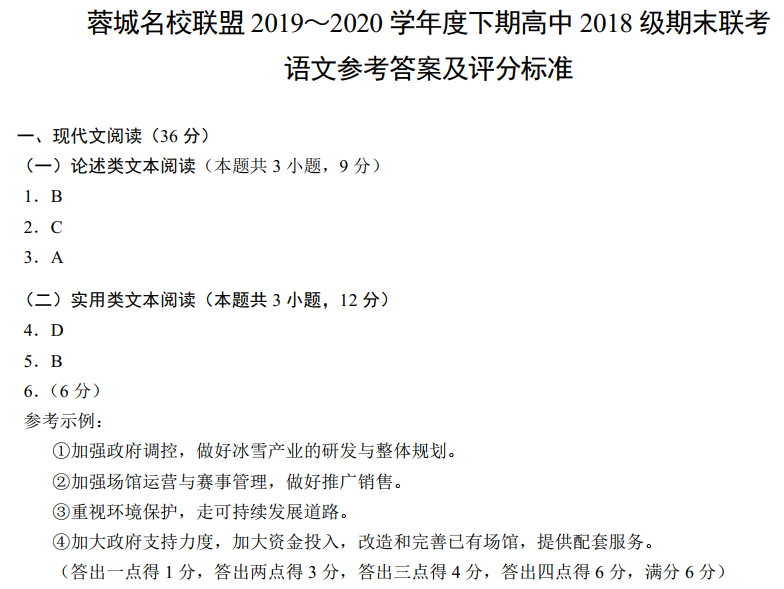 蓉城名校联盟 2019～2020 学年度下期高中 2018 级期末联考
语文参考答案及评分标准
一、现代文阅读（36 分）
（一）论述类文本阅读（本题共 3 小题，9 分）
1．B
2．C
3．A
（二）实用类文本阅读（本题共 3 小题，12 分）
4．D
5．B
6．（6 分）
参考示例：
①加强政府调控，做好冰雪产业的研发与整体规划。
②加强场馆运营与赛事管理，做好推广销售。
③重视环境保护，走可持续发展道路。
④加大政府支持力度，加大资金投入，改造和完善已有场馆，提供配套服务。
（答出一点得 1 分，答出两点得 3 分，答出三点得 4 分，答出四点得 6 分，满分 6 分）